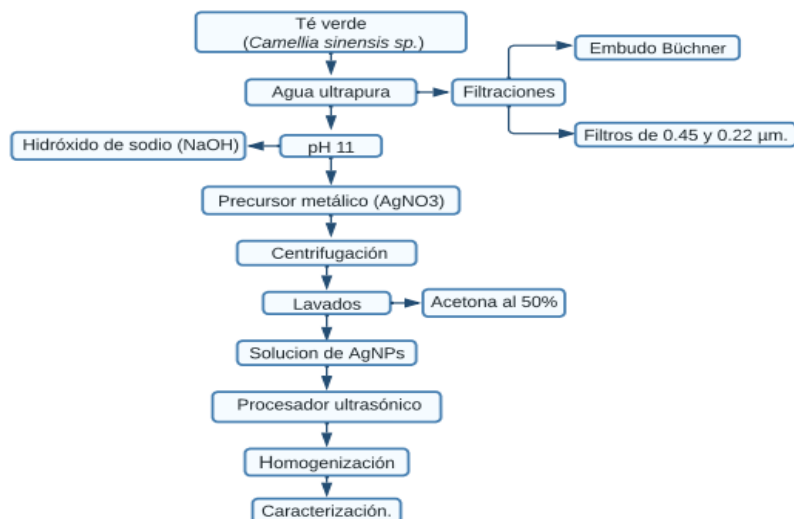 Té verde
(Camellia sinensis sp.)
Embudo Büchner
Agua ultrapura
Filtraciones
Filtros de 0.45 y 0.22 µm.
Hidróxido de sodio (NaOH)
pH 11
Precursor metálico (AgNO3)
Centrifugación
Lavados
Acetona al 50%
Solucion de AgNPs
Procesador ultrasónico
Homogenización
Caracterización.